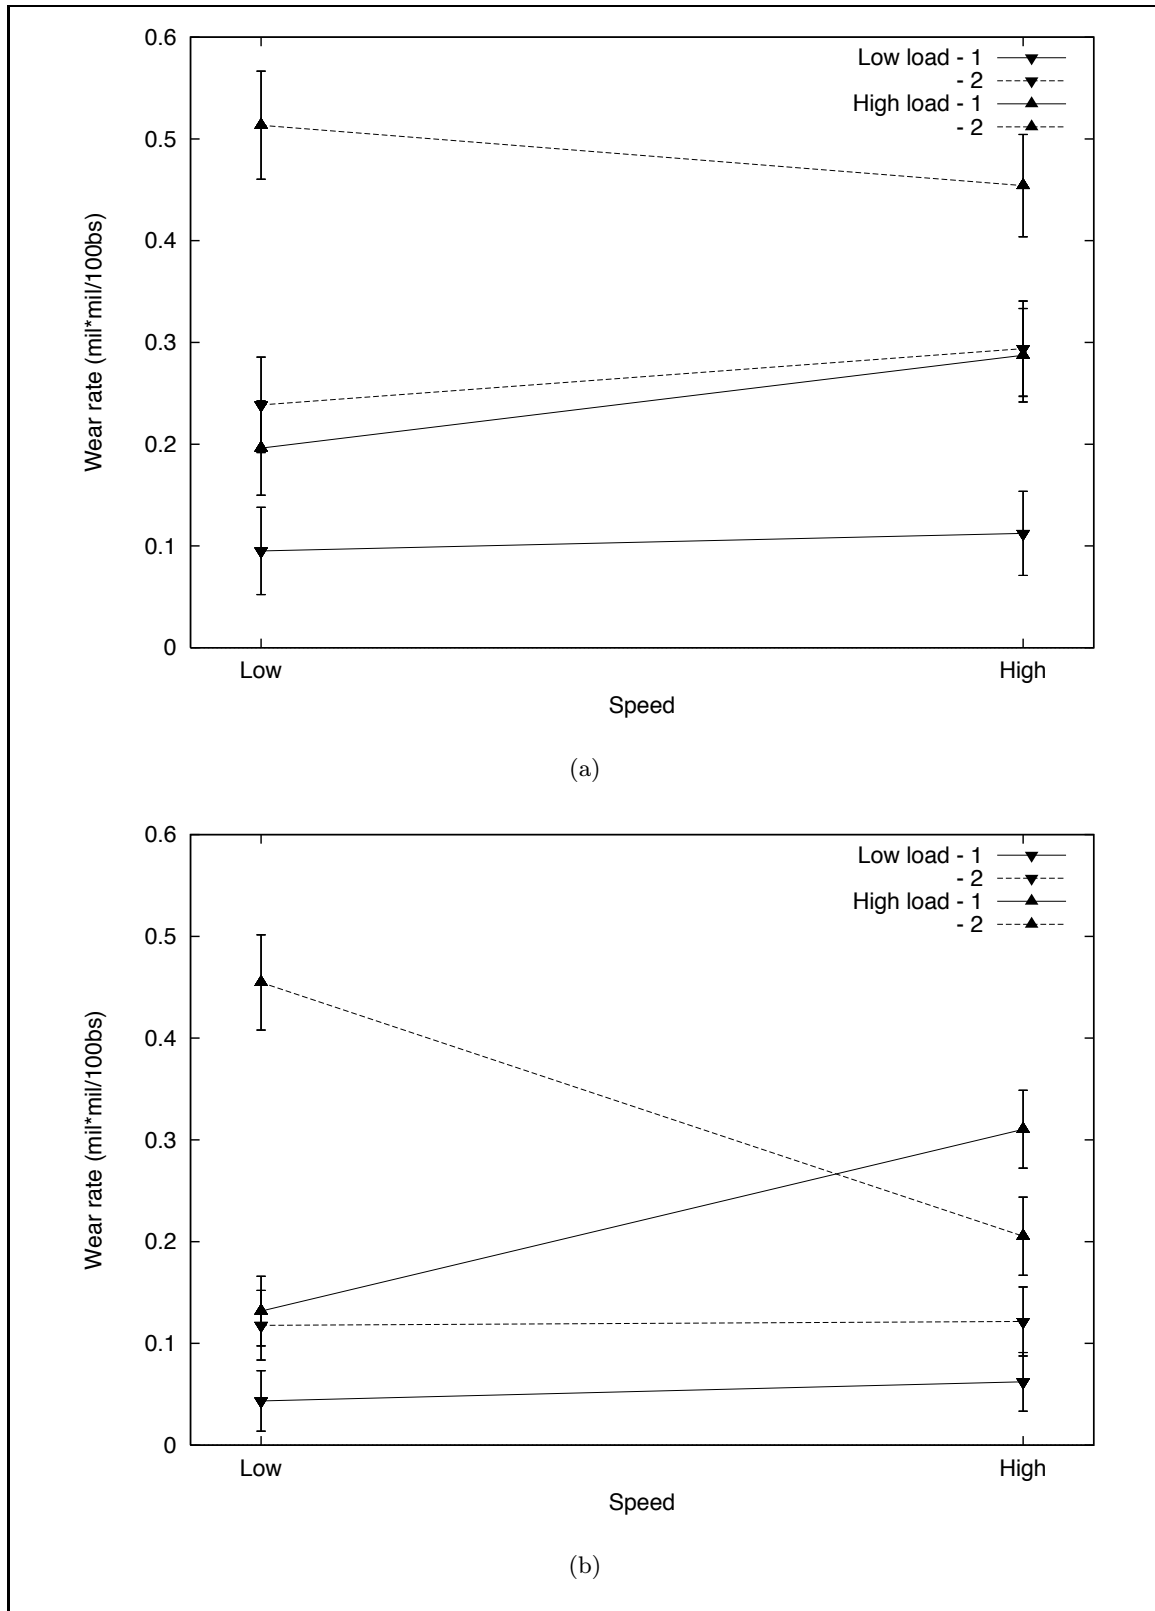 0.6
Low load - 1
- 2
High load - 1
- 2
0.5
0.4
0.3
0.2
0.1
0
Wear rate (mil*mil/100bs)
Low
High
Speed
(a)
0.6
Low load - 1
- 2
High load - 1
- 2
0.5
0.4
0.3
0.2
0.1
0
Wear rate (mil*mil/100bs)
Low
High
Speed
(b)